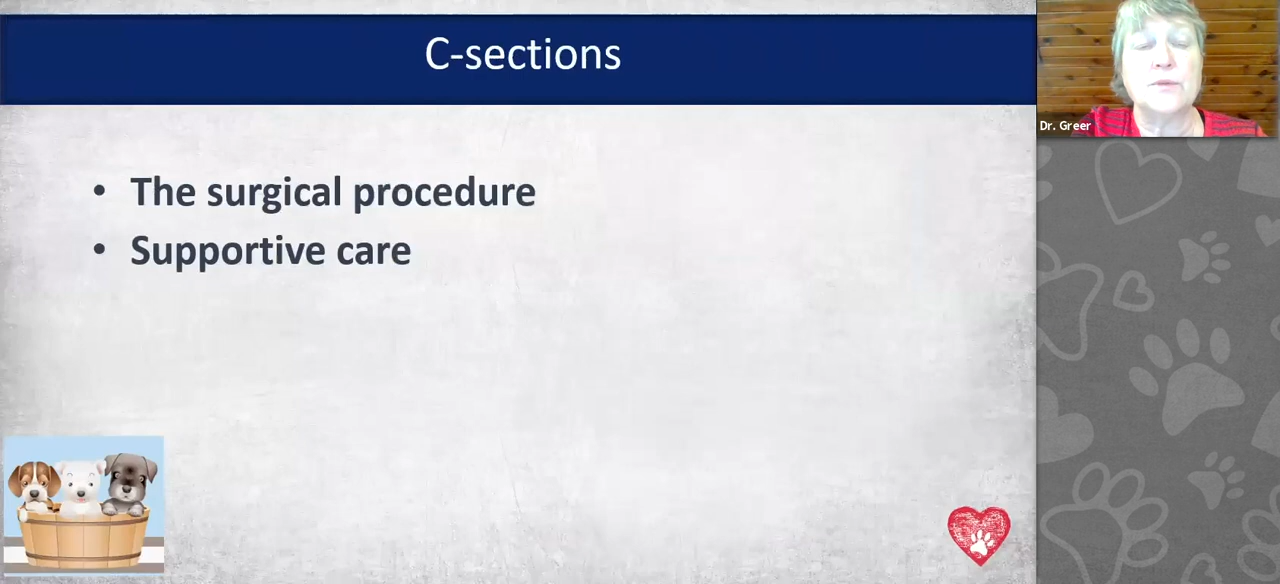 C-sections
• The surgical procedure
• Supportive care
Dr. Greer